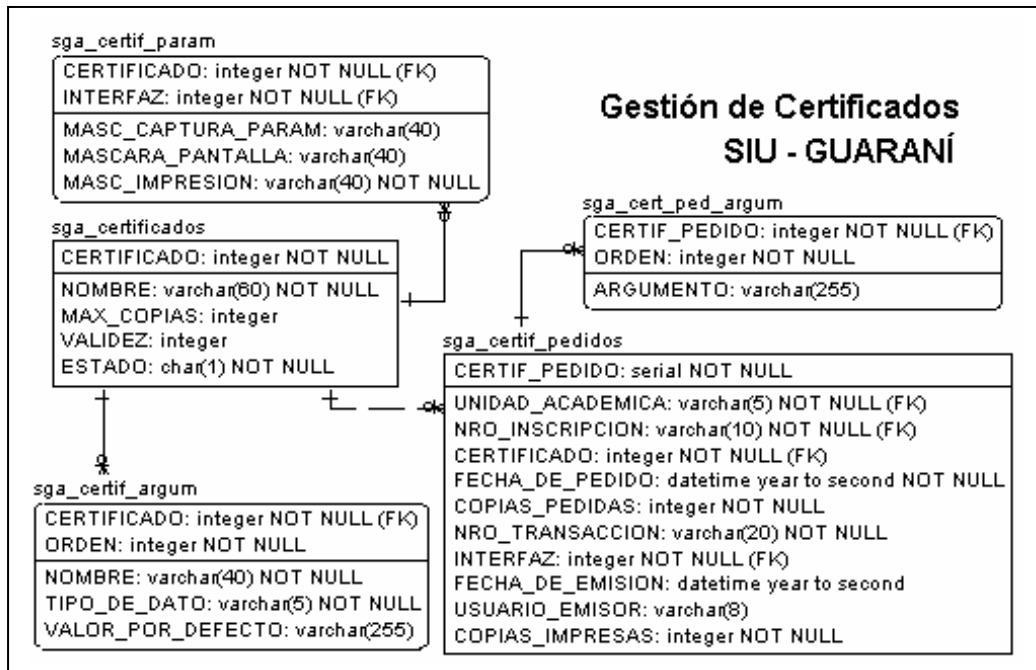 sga_certif_param
CERTIFICADO: integer NOT NULL (FK)
INTERFAZ: integer NOT NULL (FK)
MASC_CAPTURA_PARAM: varchar(40)
MASCARA_PANTALLA: varchar(40)
MASC_IMPRESION: varchar(40) NOT NULL
Gestión de Certificados
SIU - GUARANÍ
sga_certificados
CERTIFICADO: integer NOT NULL
NOMBRE: varchar(60) NOT NULL
MAX_COPIAS: integer
VALIDEZ: integer
ESTADO: char(1) NOT NULL
sga_cert_ped_argum
CERTIF_PEDIDO: integer NOT NULL (FK)
ORDEN: integer NOT NULL
ARGUMENTO: varchar(255)
sga_certif_pedidos
CERTIF_PEDIDO: serial NOT NULL
UNIDAD_ACADEMICA: varchar(5) NOT NULL (FK)
NRO_INSCRIPCION: varchar(10) NOT NULL (FK)
CERTIFICADO: integer NOT NULL (FK)
FECHA_DE_PEDIDO: datetime year to second NOT NULL
COPIAS_PEDIDAS: integer NOT NULL
NRO_TRANSACCION: varchar(20) NOT NULL
INTERFAZ: integer NOT NULL (FK)
FECHA_DE_EMISION: datetime year to second
USUARIO_EMISOR: varchar(8)
COPIAS_IMPRESAS: integer NOT NULL
sga_certif_argum
CERTIFICADO: integer NOT NULL (FK)
ORDEN: integer NOT NULL
NOMBRE: varchar(40) NOT NULL
TIPO_DE_DATO: varchar(5) NOT NULL
VALOR_POR_DEFECTO: varchar(255)